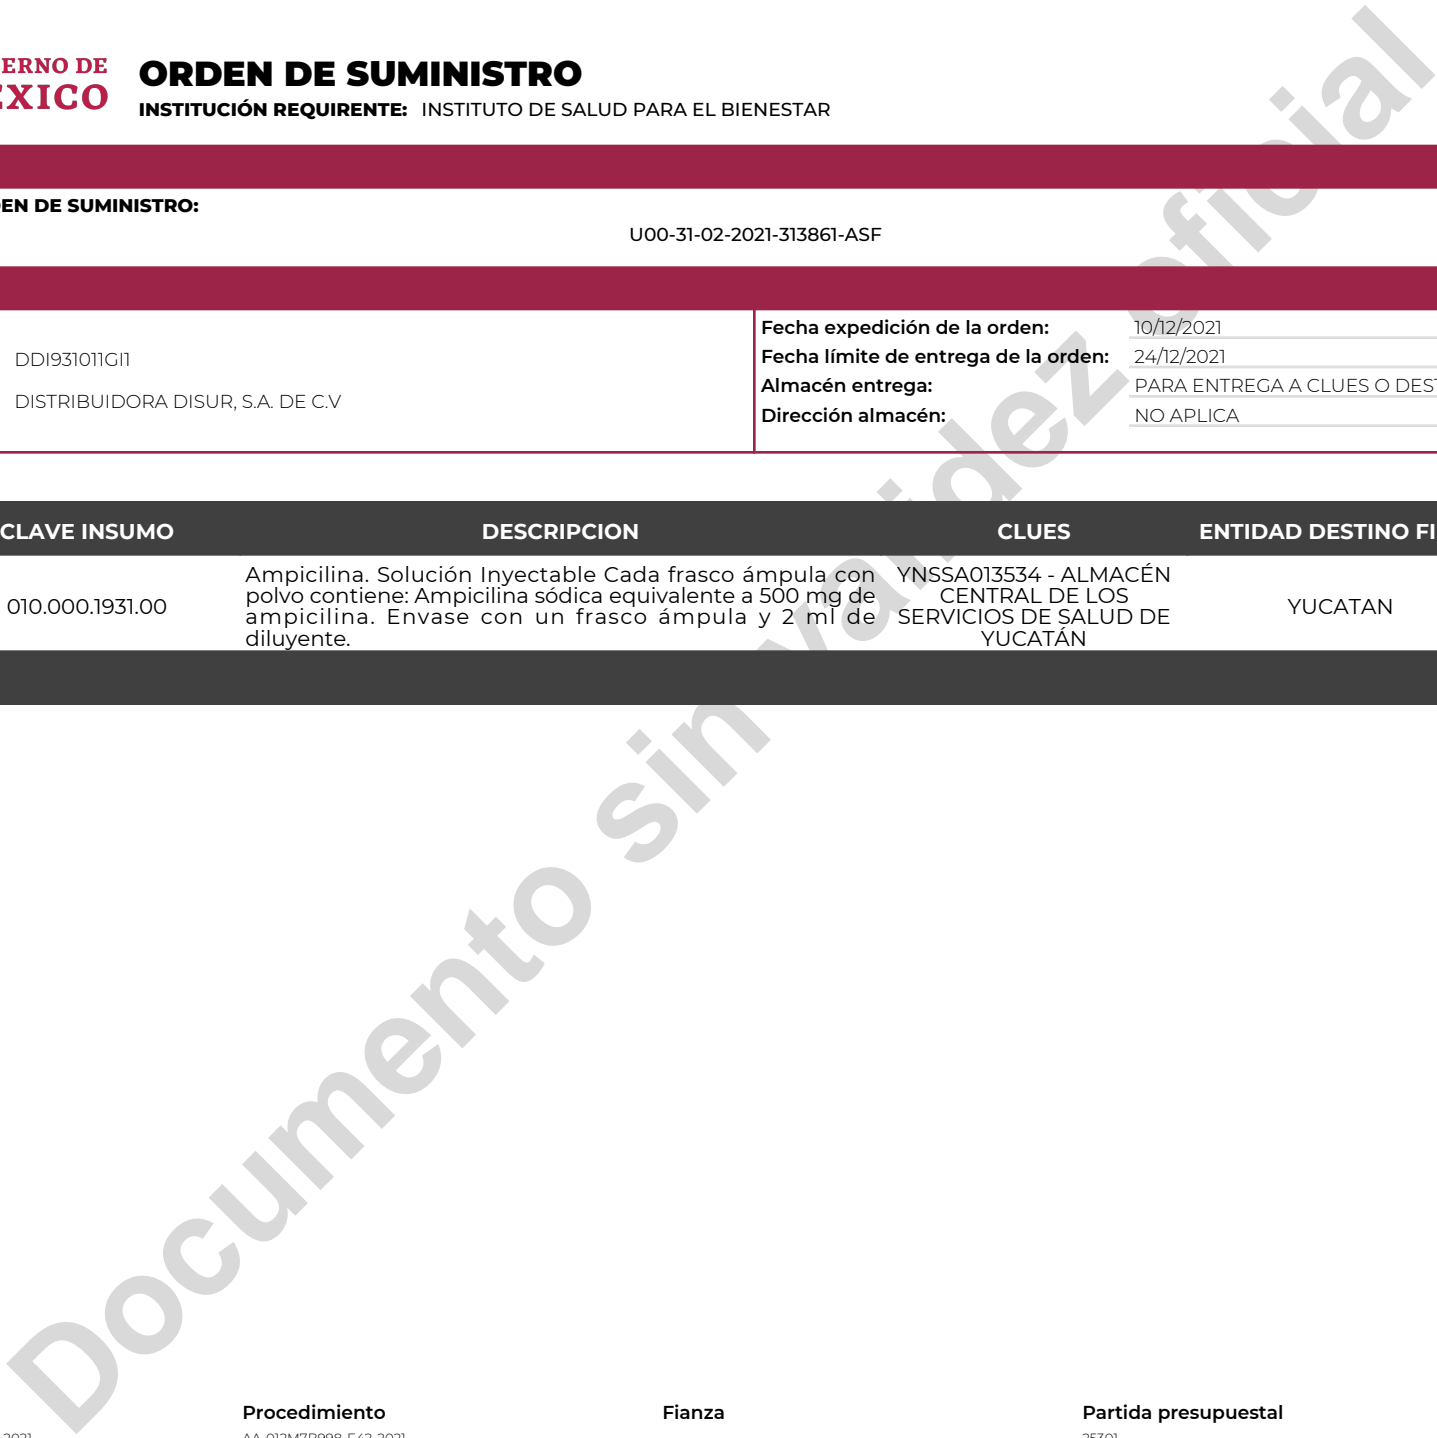 ERNO DE
ÉXICO
ORDEN DE SUMINISTRO
INSTITUCIÓN REQUIRENTE: INSTITUTO DE SALUD PARA EL BIENESTAR
EN DE SUMINISTRO:
U00-31-02-2021-313861-ASF
DDI931011GI1
DISTRIBUIDORA DISUR, S.A. DE C.V
Fecha expedición de la orden: 10/12/2021
Fecha límite de entrega de la orden: 24/12/2021
Almacén entrega: PARA ENTREGA A CLUES O DEST
Dirección almacén: NO APLICA
CLAVE INSUMO DESCRIPCION CLUES ENTIDAD DESTINO FI
010.000.1931.00
Ampicilina. Solución Inyectable Cada frasco ámpula con
polvo contiene: Ampicilina sódica equivalente a 500 mg de
ampicilina. Envase con un frasco ámpula y 2 ml de
diluyente.
YNSSA013534 - ALMACÉN
CENTRAL DE LOS
SERVICIOS DE SALUD DE
YUCATÁN
YUCATAN
Documento sin validez oficial
Procedimiento Fianza Partida presupuestal